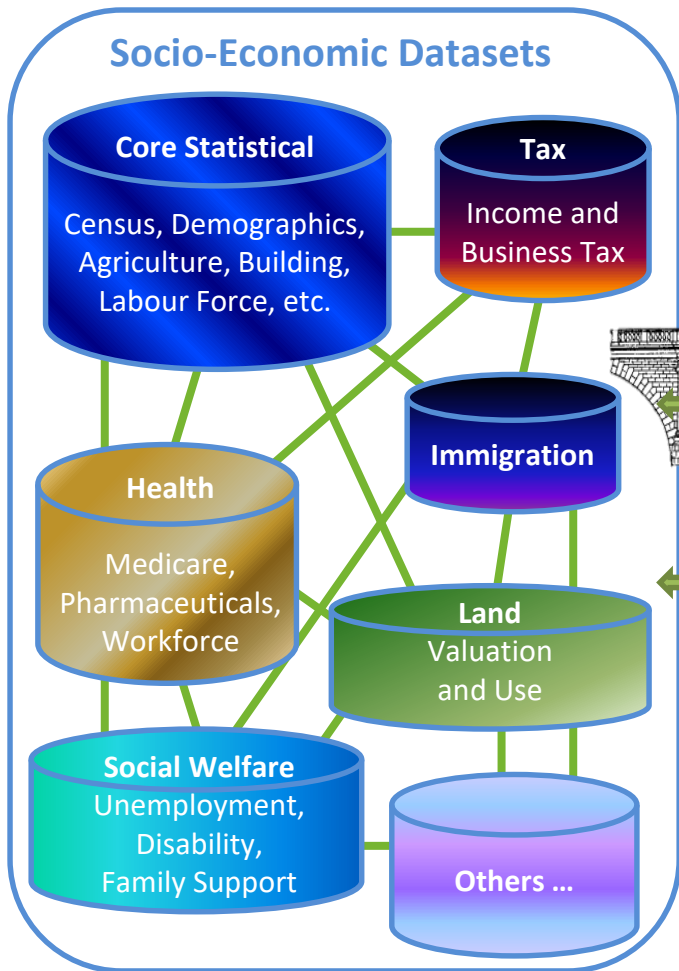 Socio-Economic Datasets
Core Statistical
Census, Demographics,
Agriculture, Building,
Labour Force, etc.
Tax
Income and
Business Tax
Immigration
Health
Medicare,
Pharmaceuticals,
Workforce
Land
Valuation
and Use
Social Welfare
Unemployment,
Disability,
Family Support
Others ...